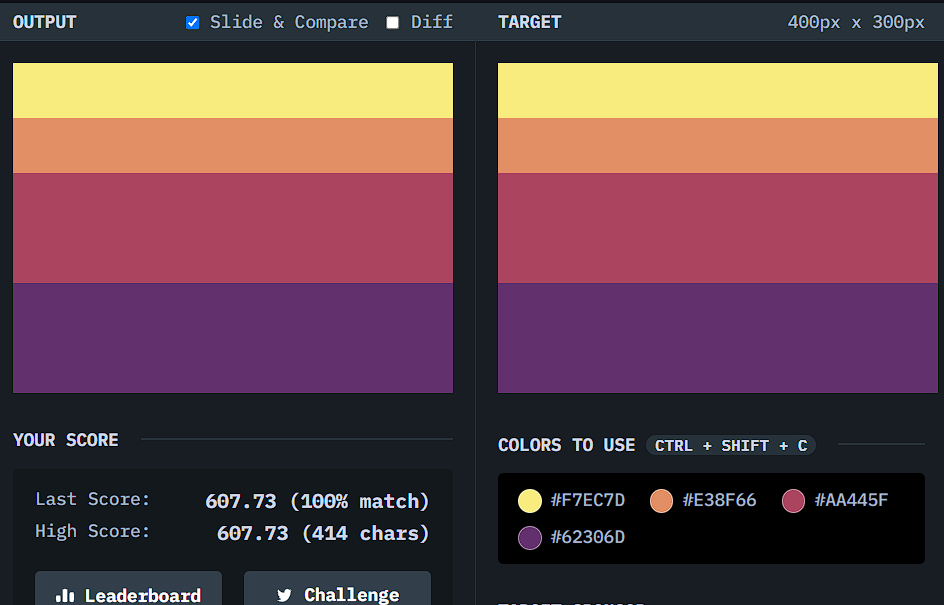 OUTPUT Slide & Compare Diff
TARGET 400px x 300px
YOUR SCORE
Last Score: 607.73 (100% match)
High Score: 607.73 (414 chars)
Leaderboard Challenge
COLORS TO USE CTRL + SHIFT + C
#F7EC7D #E38F66 #AA445F
#62306D